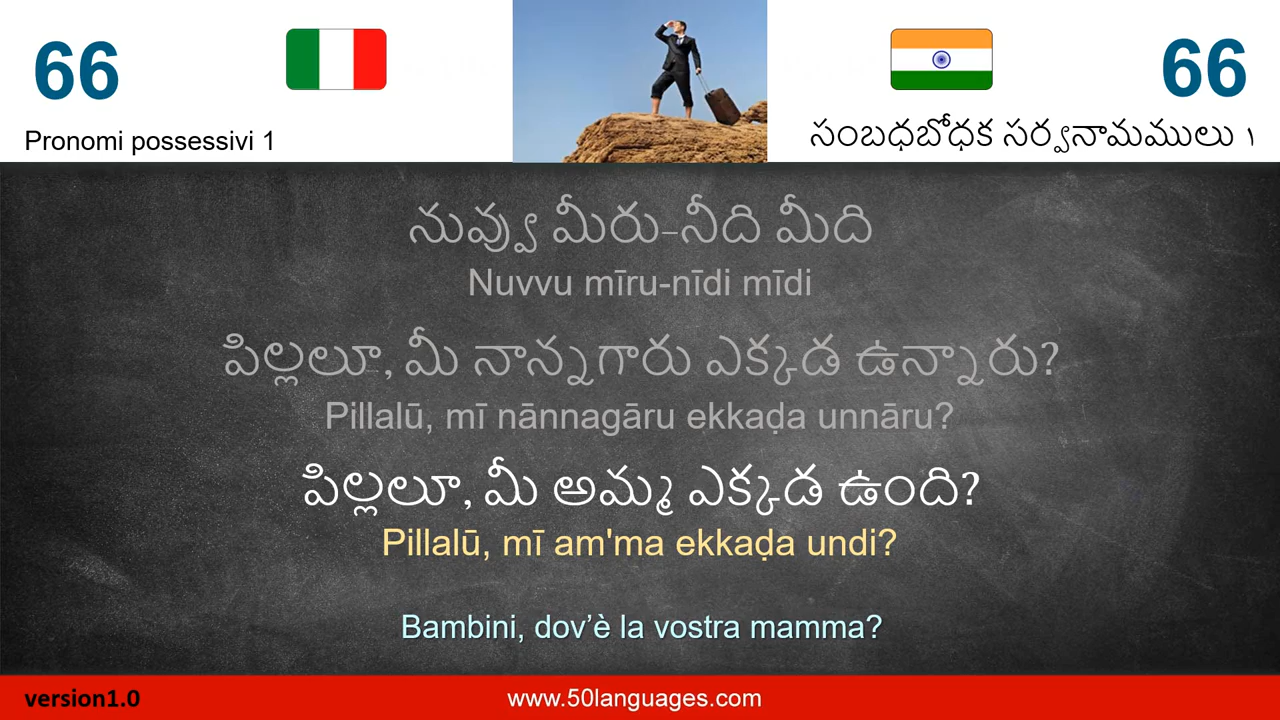 66
66
Pronomi possessivi 1
సంబధబోధక సర్వనామములు ౧
నువ్వు మీరు-నీది మీది
Nuvvu mīru-nīdi mīdi
పిల్లలూ, మీ నాన్నగారు ఎక్కడ ఉన్నారు?
Pillalū, mī nānnagāru ekkaḍa unnāru?
పిల్లలూ, మీ అమ్మ ఎక్కడ ఉంది?
Pillalū, mī am'ma ekkaḍa undi?
Bambini, dov’è la vostra mamma?
version1.0
www.50languages.com